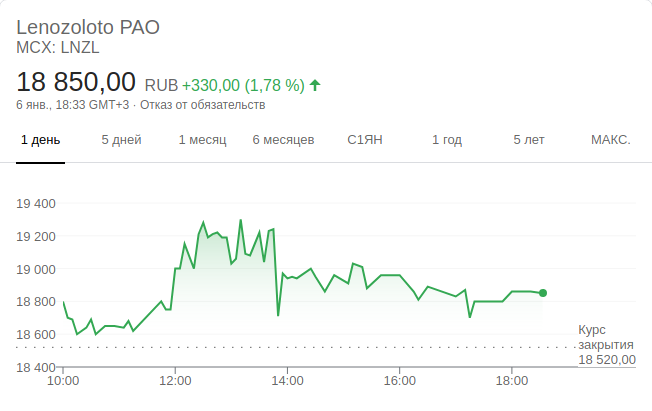 Lenozoloto PAO
MCX: LNZL
18 850,00 RUB +330,00 (1,78 %)
6 янв., 18:33 GMT+3 · Отказ от обязательств
1 день 5 дней 1 месяц 6 месяцев С1ЯН 1 год 5 лет МАКС.
19 400
19 200
19 000
18 800
18 600
18 400
Курс
закрытия
18 520,00
10:00 12:00 14:00 16:00 18:00